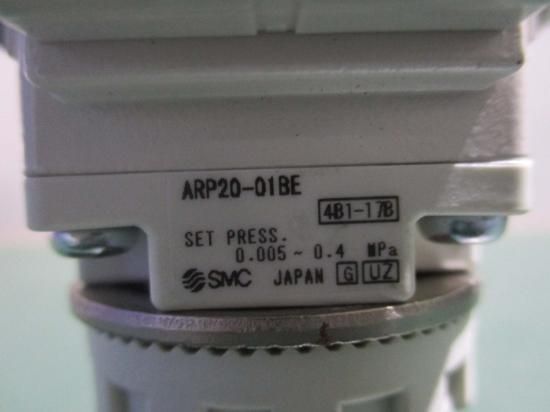 ARP20-01BE
4B1-17B
SET PRESS.
0.005~0.4 MPa
SMC JAPAN G UZ